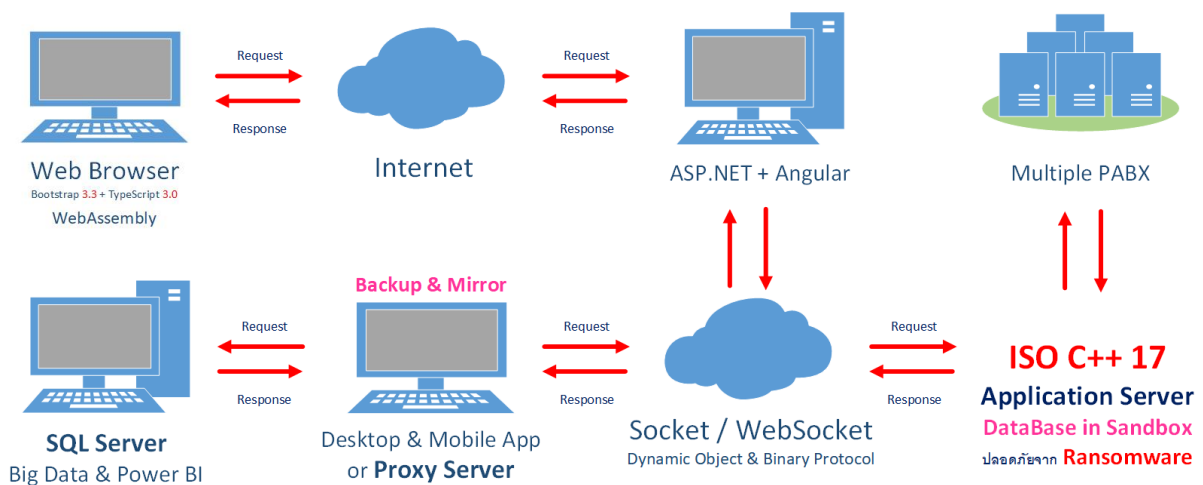 Request
Request
Response
Response
Web Browser
Bootstrap 3.3 + TypeScript 3.0
WebAssembly
Internet
ASP.NET + Angular
Multiple PABX
Backup & Mirror
Request
Request
Request
Response
Response
Response
SQL Server
Big Data & Power BI
Desktop & Mobile App
or Proxy Server
Socket / WebSocket
Dynamic Object & Binary Protocol
ISO C++ 17
Application Server
DataBase in Sandbox
ปลอดภัยจาก Ransomware